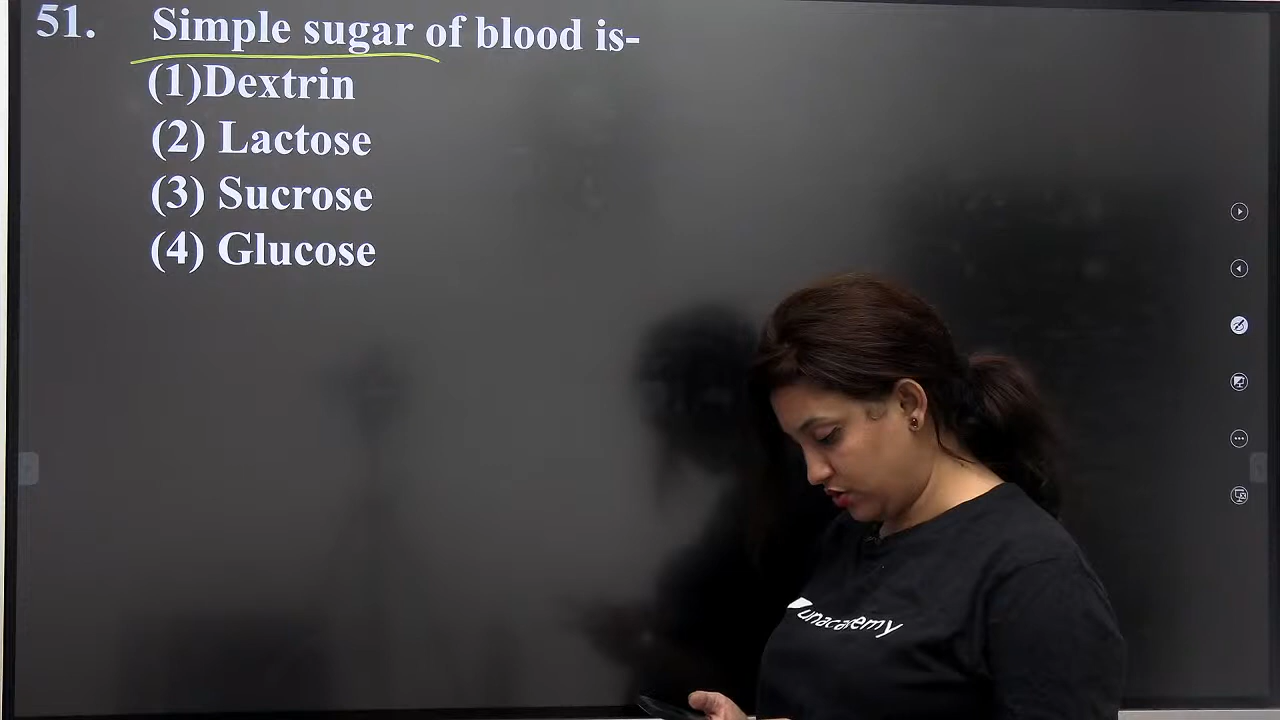 51. Simple sugar of blood is-
(1)Dextrin
(2) Lactose
(3) Sucrose
(4) Glucose
unacademy